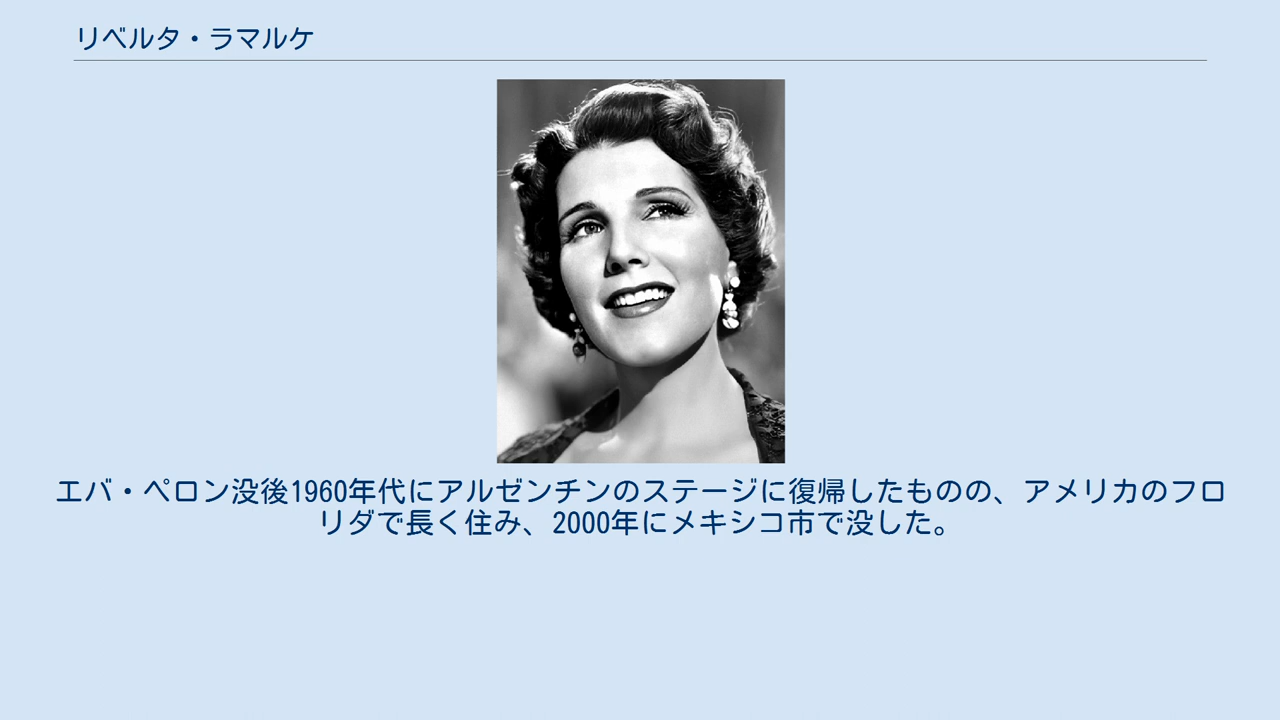 リベルタ・ラマルケ
エバ・ペロン没後1960年代にアルゼンチンのステージに復帰したものの、アメリカのフロ
リダで長く住み、2000年にメキシコ市で没した。